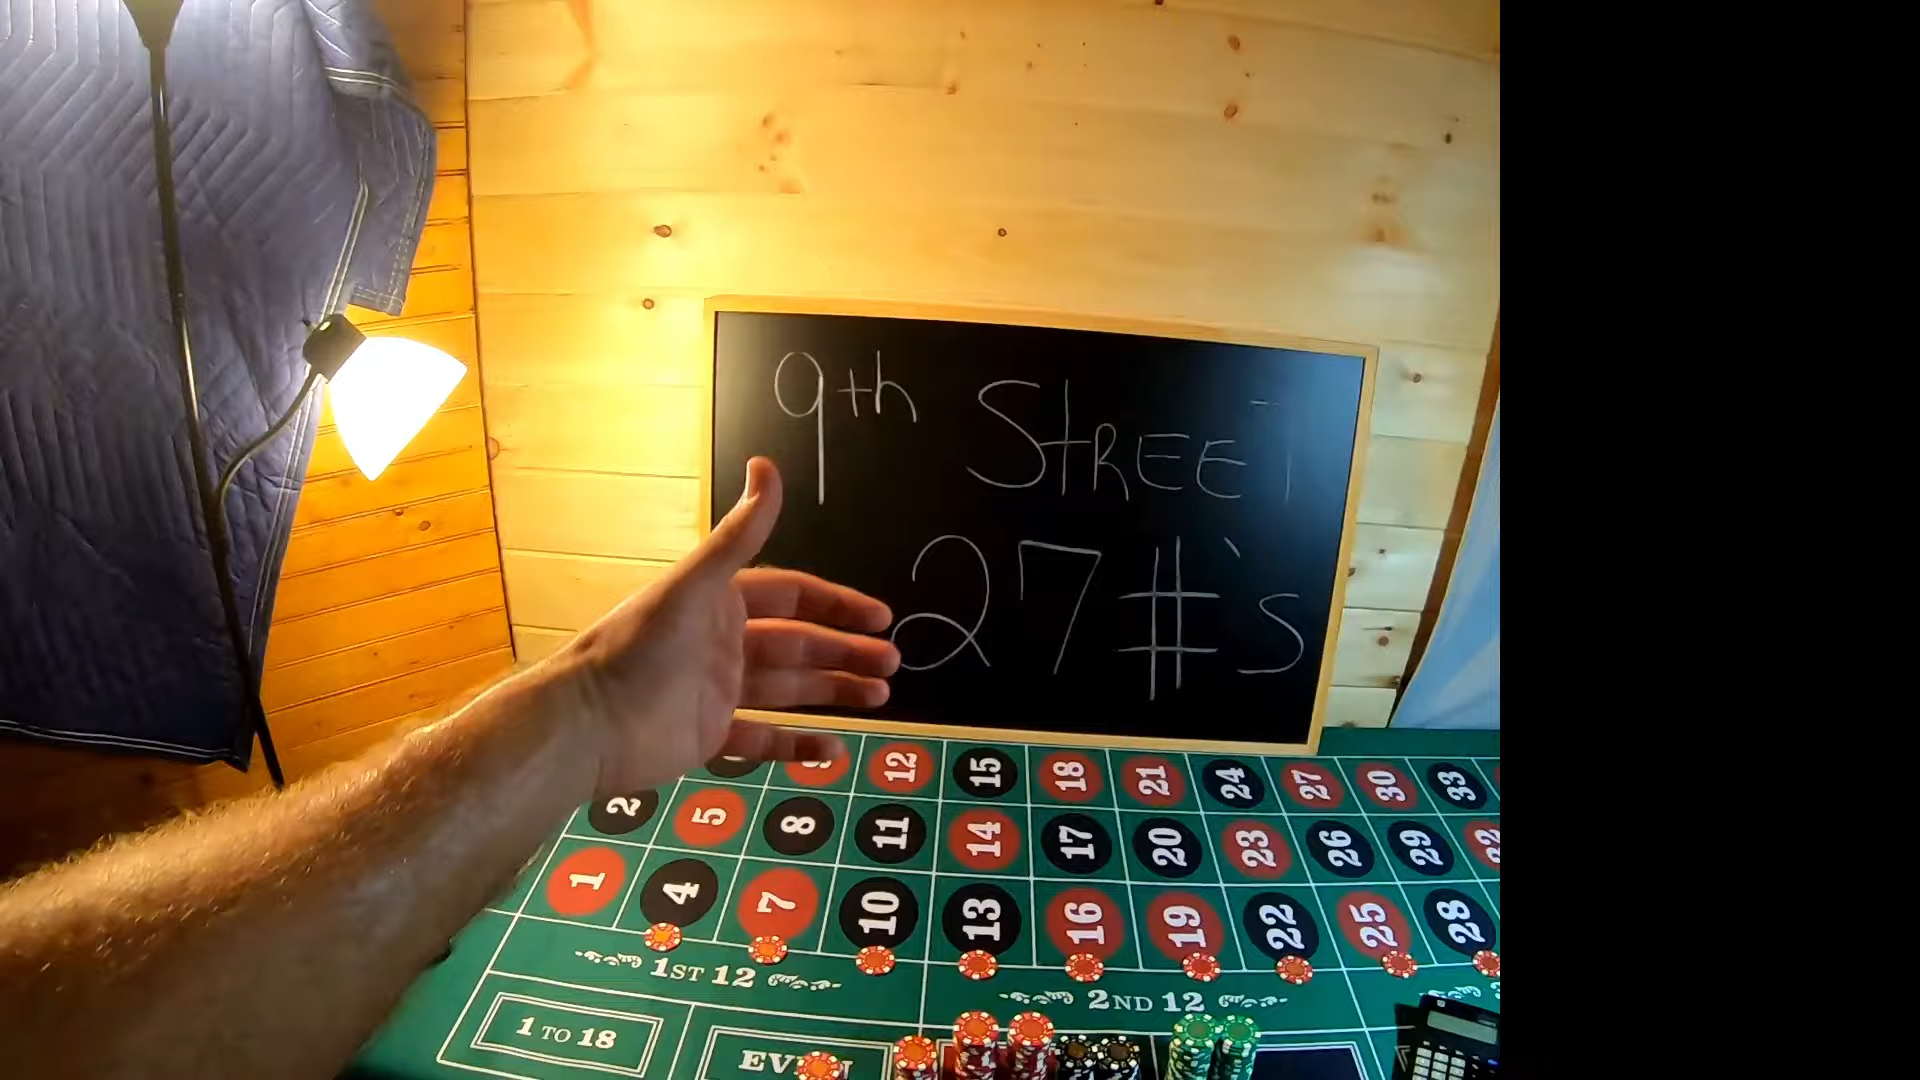 9th StREET
27 #'s
12 15 18 21 24 27 30 33
2 5 8 11 14 17 20 23 26 29 32
1 4 7 10 13 16 19 22 25 28
1ST 12 2ND 12
1 TO 18